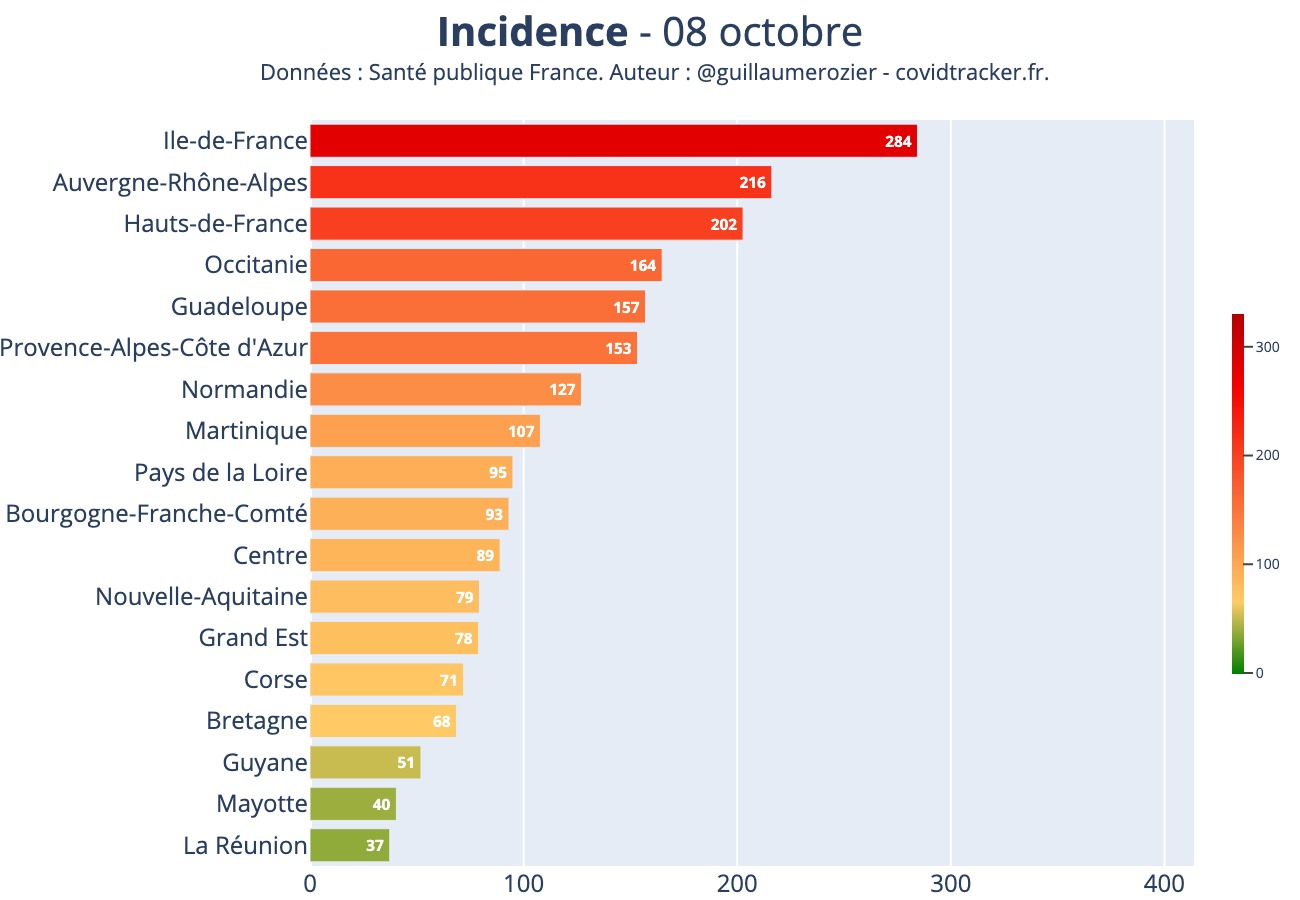 Incidence - 08 octobre
Données : Santé publique France. Auteur : @guillaumerozier - covidtracker.fr.
Ile-de-France 284
Auvergne-Rhône-Alpes 216
Hauts-de-France 202
Occitanie 164
Guadeloupe 157
Provence-Alpes-Côte d'Azur 153
Normandie 127
Martinique 107
Pays de la Loire 95
Bourgogne-Franche-Comté 93
Centre 89
Nouvelle-Aquitaine 79
Grand Est 78
Corse 71
Bretagne 68
Guyane 51
Mayotte 40
La Réunion 37
0 100 200 300 400
300
200
100
0